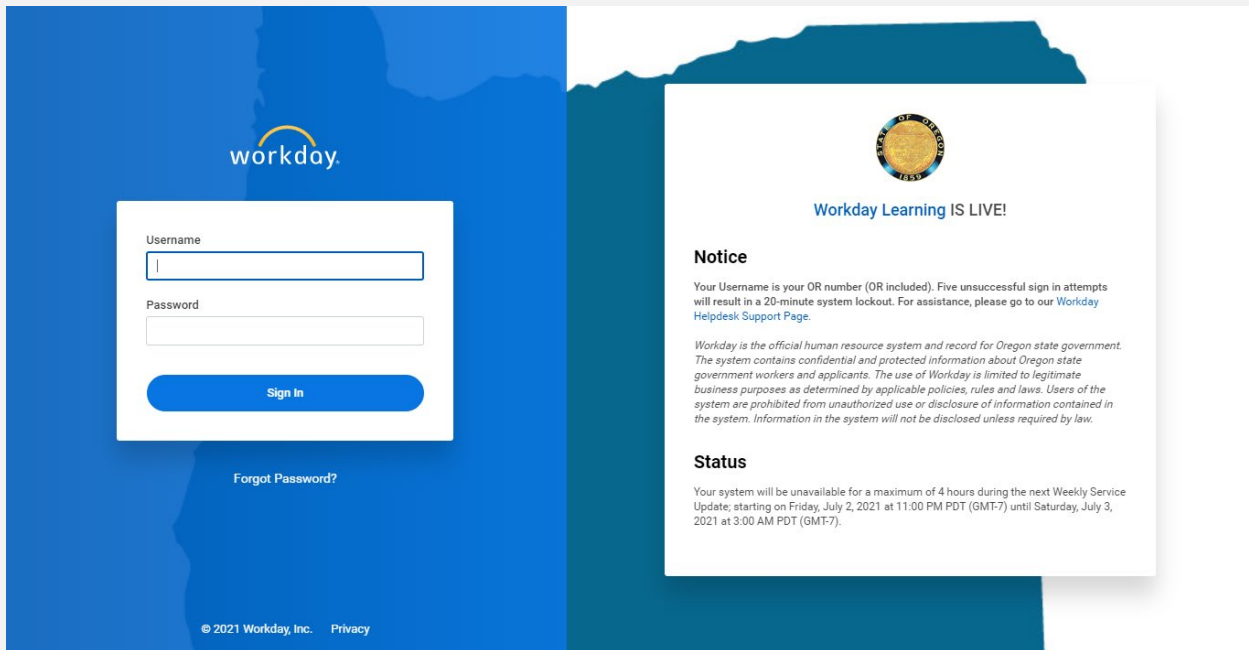 workday.
Username
Password
Sign In
Forgot Password?
© 2021 Workday, Inc. Privacy
STATE OF OREGON
1859
Workday Learning IS LIVE!
Notice
Your Username is your OR number (OR included). Five unsuccessful sign in attempts
will result in a 20-minute system lockout. For assistance, please go to our Workday
Helpdesk Support Page.
Workday is the official human resource system and record for Oregon state government.
The system contains confidential and protected information about Oregon state
government workers and applicants. The use of Workday is limited to legitimate
business purposes as determined by applicable policies, rules and laws. Users of the
system are prohibited from unauthorized use or disclosure of information contained in
the system. Information in the system will not be disclosed unless required by law.
Status
Your system will be unavailable for a maximum of 4 hours during the next Weekly Service
Update; starting on Friday, July 2, 2021 at 11:00 PM PDT (GMT-7) until Saturday, July 3,
2021 at 3:00 AM PDT (GMT-7).